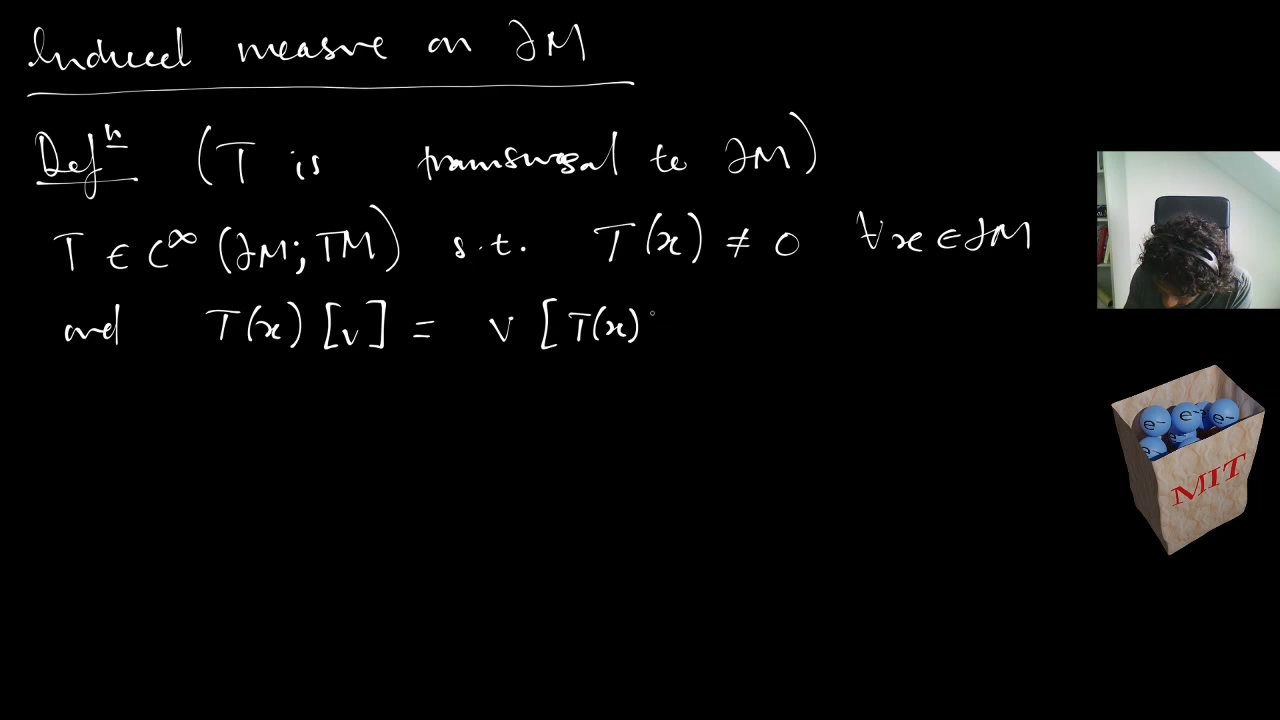 Induced measure on ∂M
Defⁿ (T is transversal to ∂M)
T ∈ C^∞ (∂M; TM) s.t. T(x) ≠ 0 ∀x ∈ ∂M
and T(x) [v] = v [T(x)
e⁻ e⁻ e⁻
e⁻ e⁻
MIT